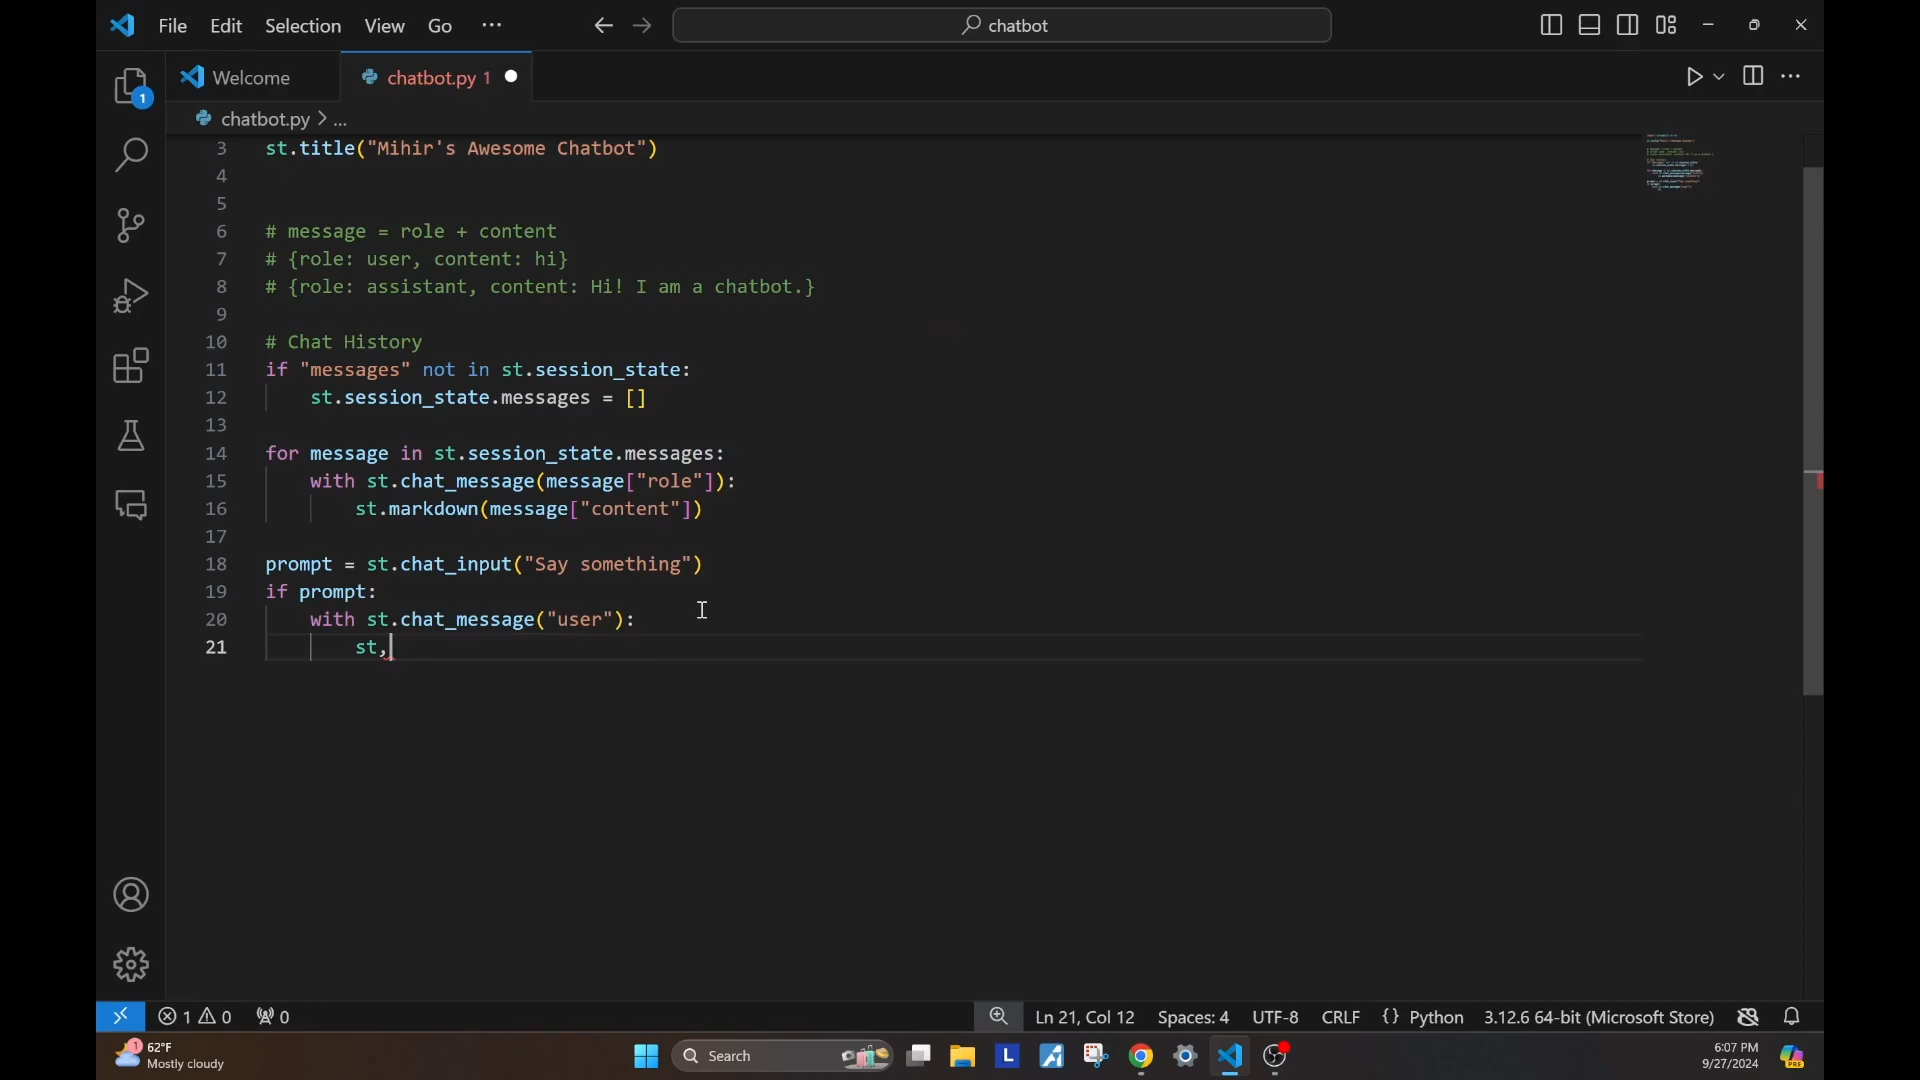 File Edit Selection View Go ···
chatbot
Welcome
chatbot.py 1
1
chatbot.py > ...
3 st.title("Mihir's Awesome Chatbot")
4
5
6 # message = role + content
7 # {role: user, content: hi}
8 # {role: assistant, content: Hi! I am a chatbot.}
9
10 # Chat History
11 if "messages" not in st.session_state:
12 st.session_state.messages = []
13
14 for message in st.session_state.messages:
15 with st.chat_message(message["role"]):
16 st.markdown(message["content"])
17
18 prompt = st.chat_input("Say something")
19 if prompt:
20 with st.chat_message("user"):
21 st,
1 0 0 Ln 21, Col 12 Spaces: 4 UTF-8 CRLF {} Python 3.12.6 64-bit (Microsoft Store)
1
62°F
Mostly cloudy
Search
L
PRE
6:07 PM
9/27/2024